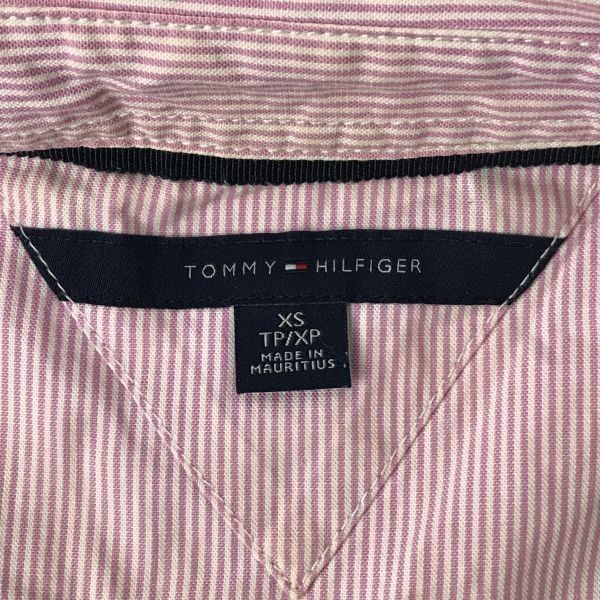 TOMMY HILFIGER
XS
TP/XP
MADE IN
MAURITIUS